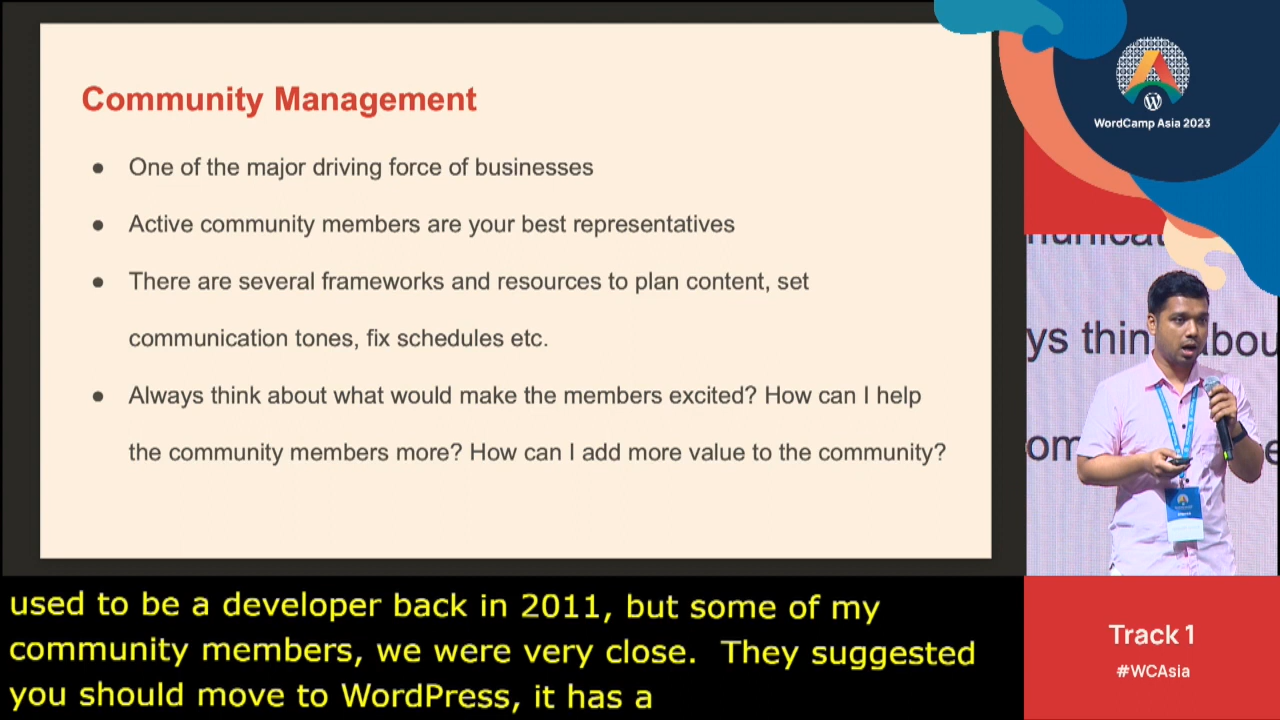 Community Management
● One of the major driving force of businesses
● Active community members are your best representatives
● There are several frameworks and resources to plan content, set
communication tones, fix schedules etc.
● Always think about what would make the members excited? How can I help
the community members more? How can I add more value to the community?
WordCamp Asia 2023
ys think abou
om
used to be a developer back in 2011, but some of my
community members, we were very close. They suggested
you should move to WordPress, it has a
Track 1
#WCAsia